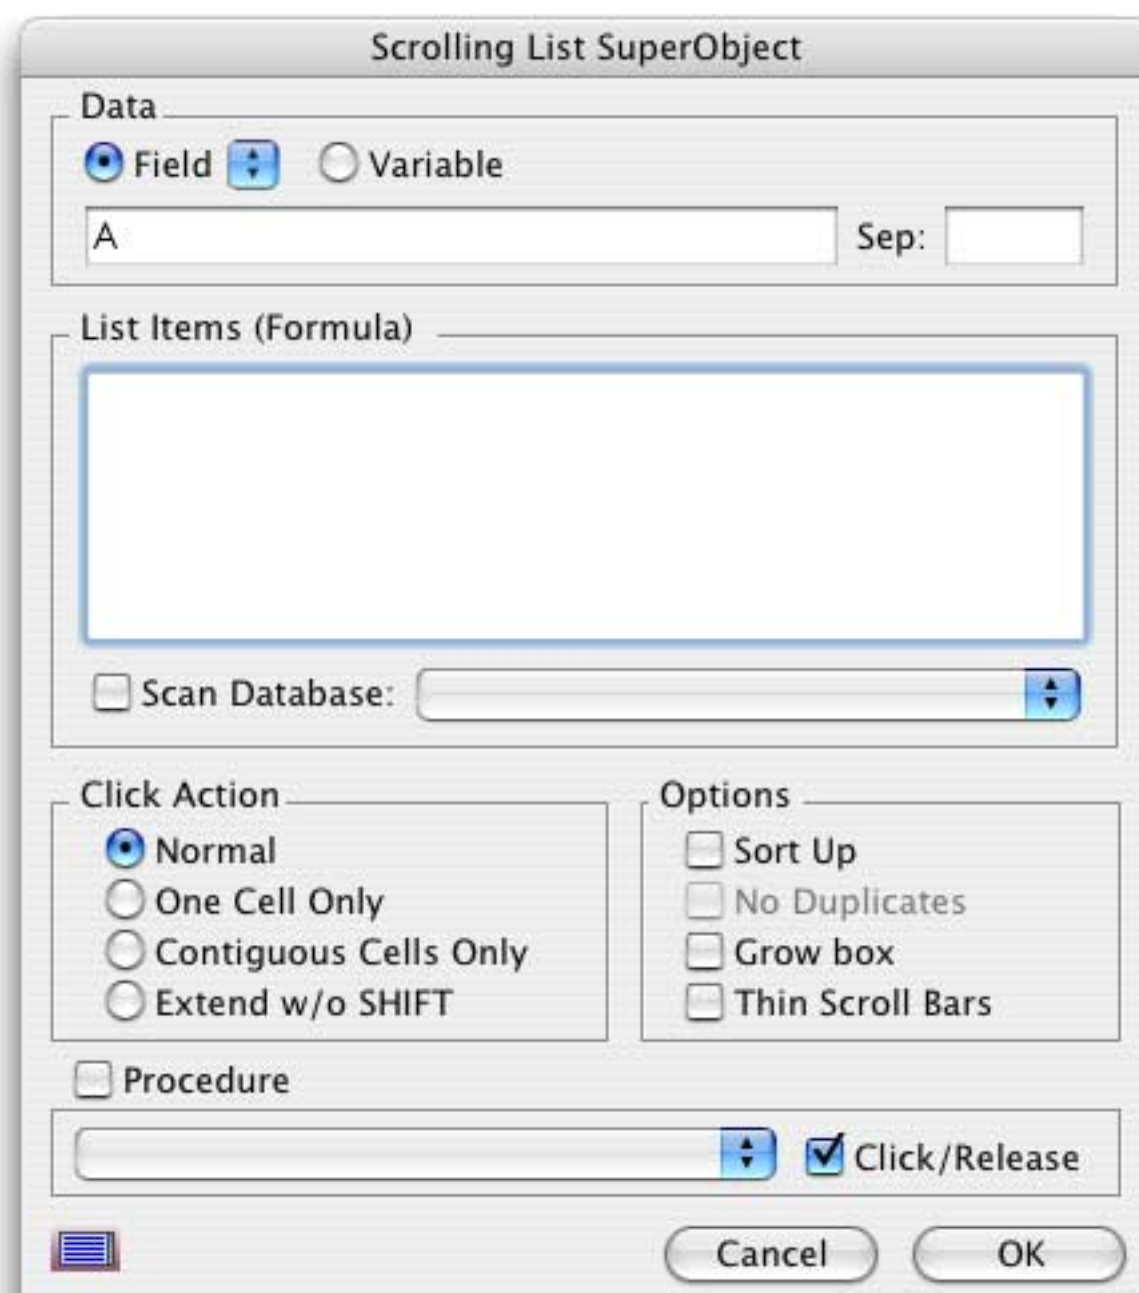 Scrolling List SuperObject
Data
Field Variable
A Sep:
List Items (Formula)
Scan Database:
Click Action
Normal
One Cell Only
Contiguous Cells Only
Extend w/o SHIFT
Options
Sort Up
No Duplicates
Grow box
Thin Scroll Bars
Procedure
Click/Release
Cancel OK